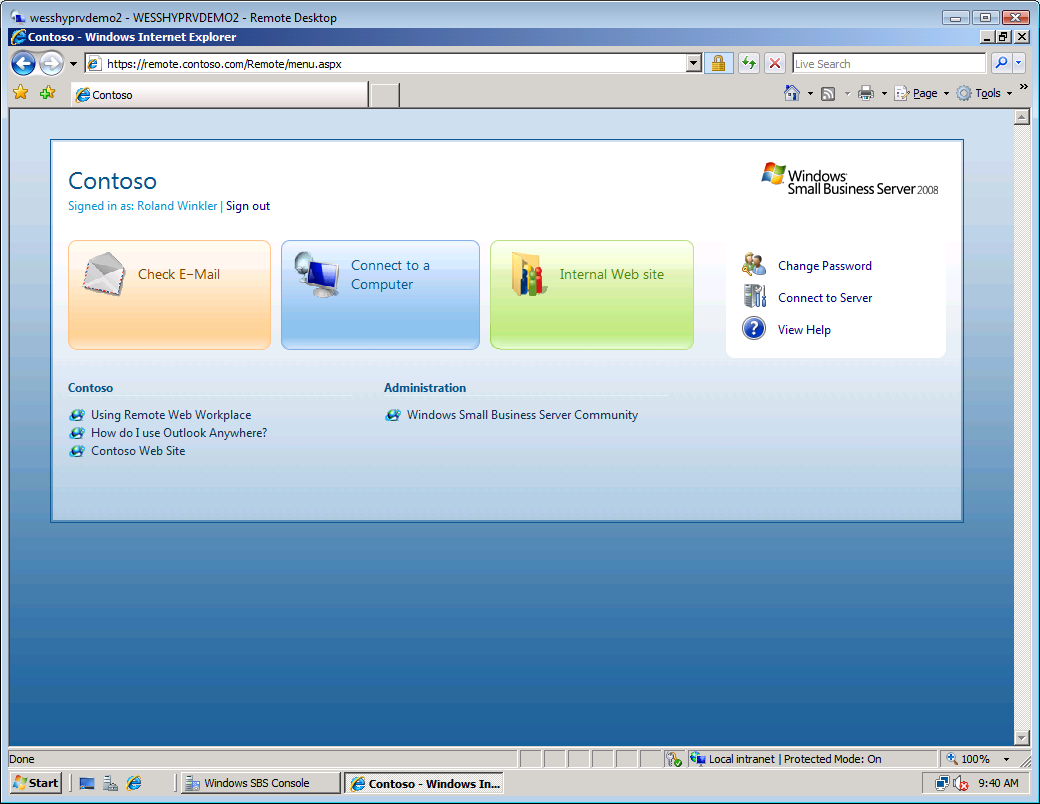 wesshyprvdemo2 - WESSHYPRVDEMO2 - Remote Desktop
Contoso - Windows Internet Explorer
https://remote.contoso.com/Remote/menu.aspx
Live Search
Contoso
Page
Tools
Contoso
Signed in as: Roland Winkler | Sign out
Windows
Small Business Server 2008
Check E-Mail
Connect to a
Computer
Internal Web site
Change Password
Connect to Server
View Help
Contoso
Using Remote Web Workplace
How do I use Outlook Anywhere?
Contoso Web Site
Administration
Windows Small Business Server Community
Done
Local intranet | Protected Mode: On
100%
Start
Windows SBS Console
Contoso - Windows In...
9:40 AM